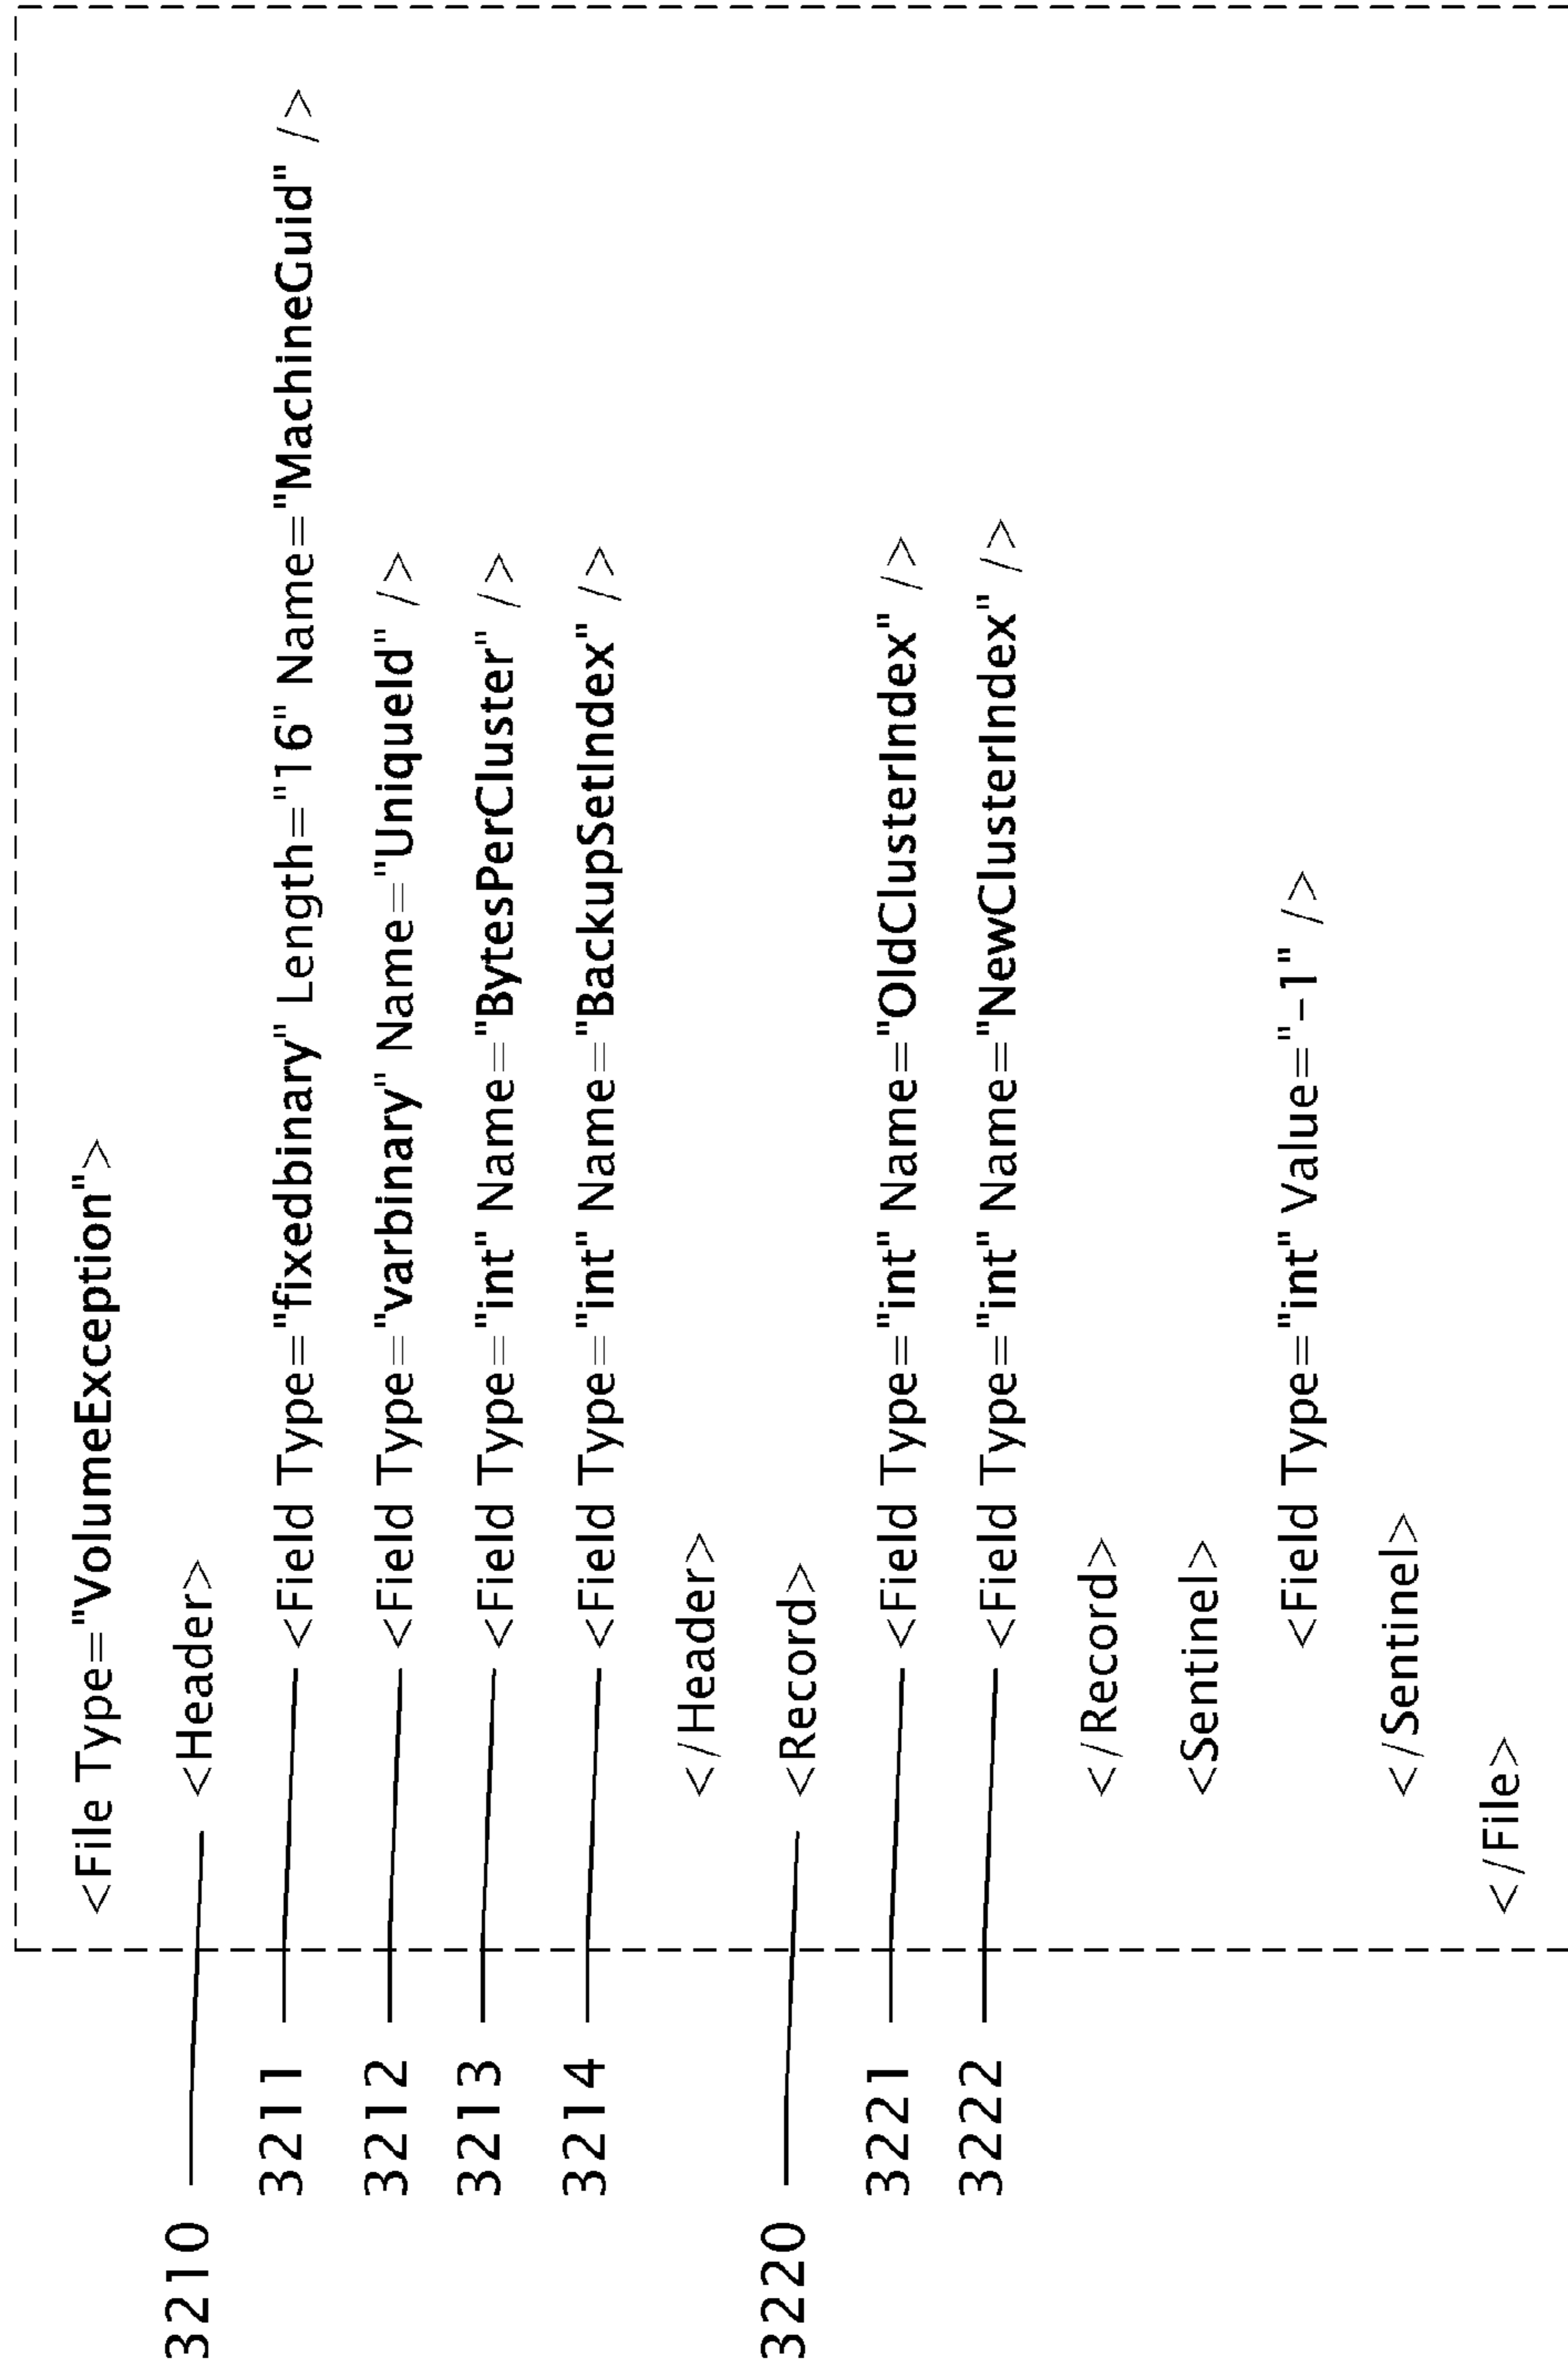 <File Type="VolumeException">
3210 <Header>
3211 <Field Type="fixedbinary" Length="16" Name="MachineGuid" />
3212 <Field Type="varbinary" Name="UniqueId" />
3213 <Field Type="int" Name="BytesPerCluster" />
3214 <Field Type="int" Name="BackupSetIndex" />
</Header>
3220 <Record>
3221 <Field Type="int" Name="OldClusterIndex" />
3222 <Field Type="int" Name="NewClusterIndex" />
</Record>
<Sentinel>
<Field Type="int" Value="-1" />
</Sentinel>
</File>